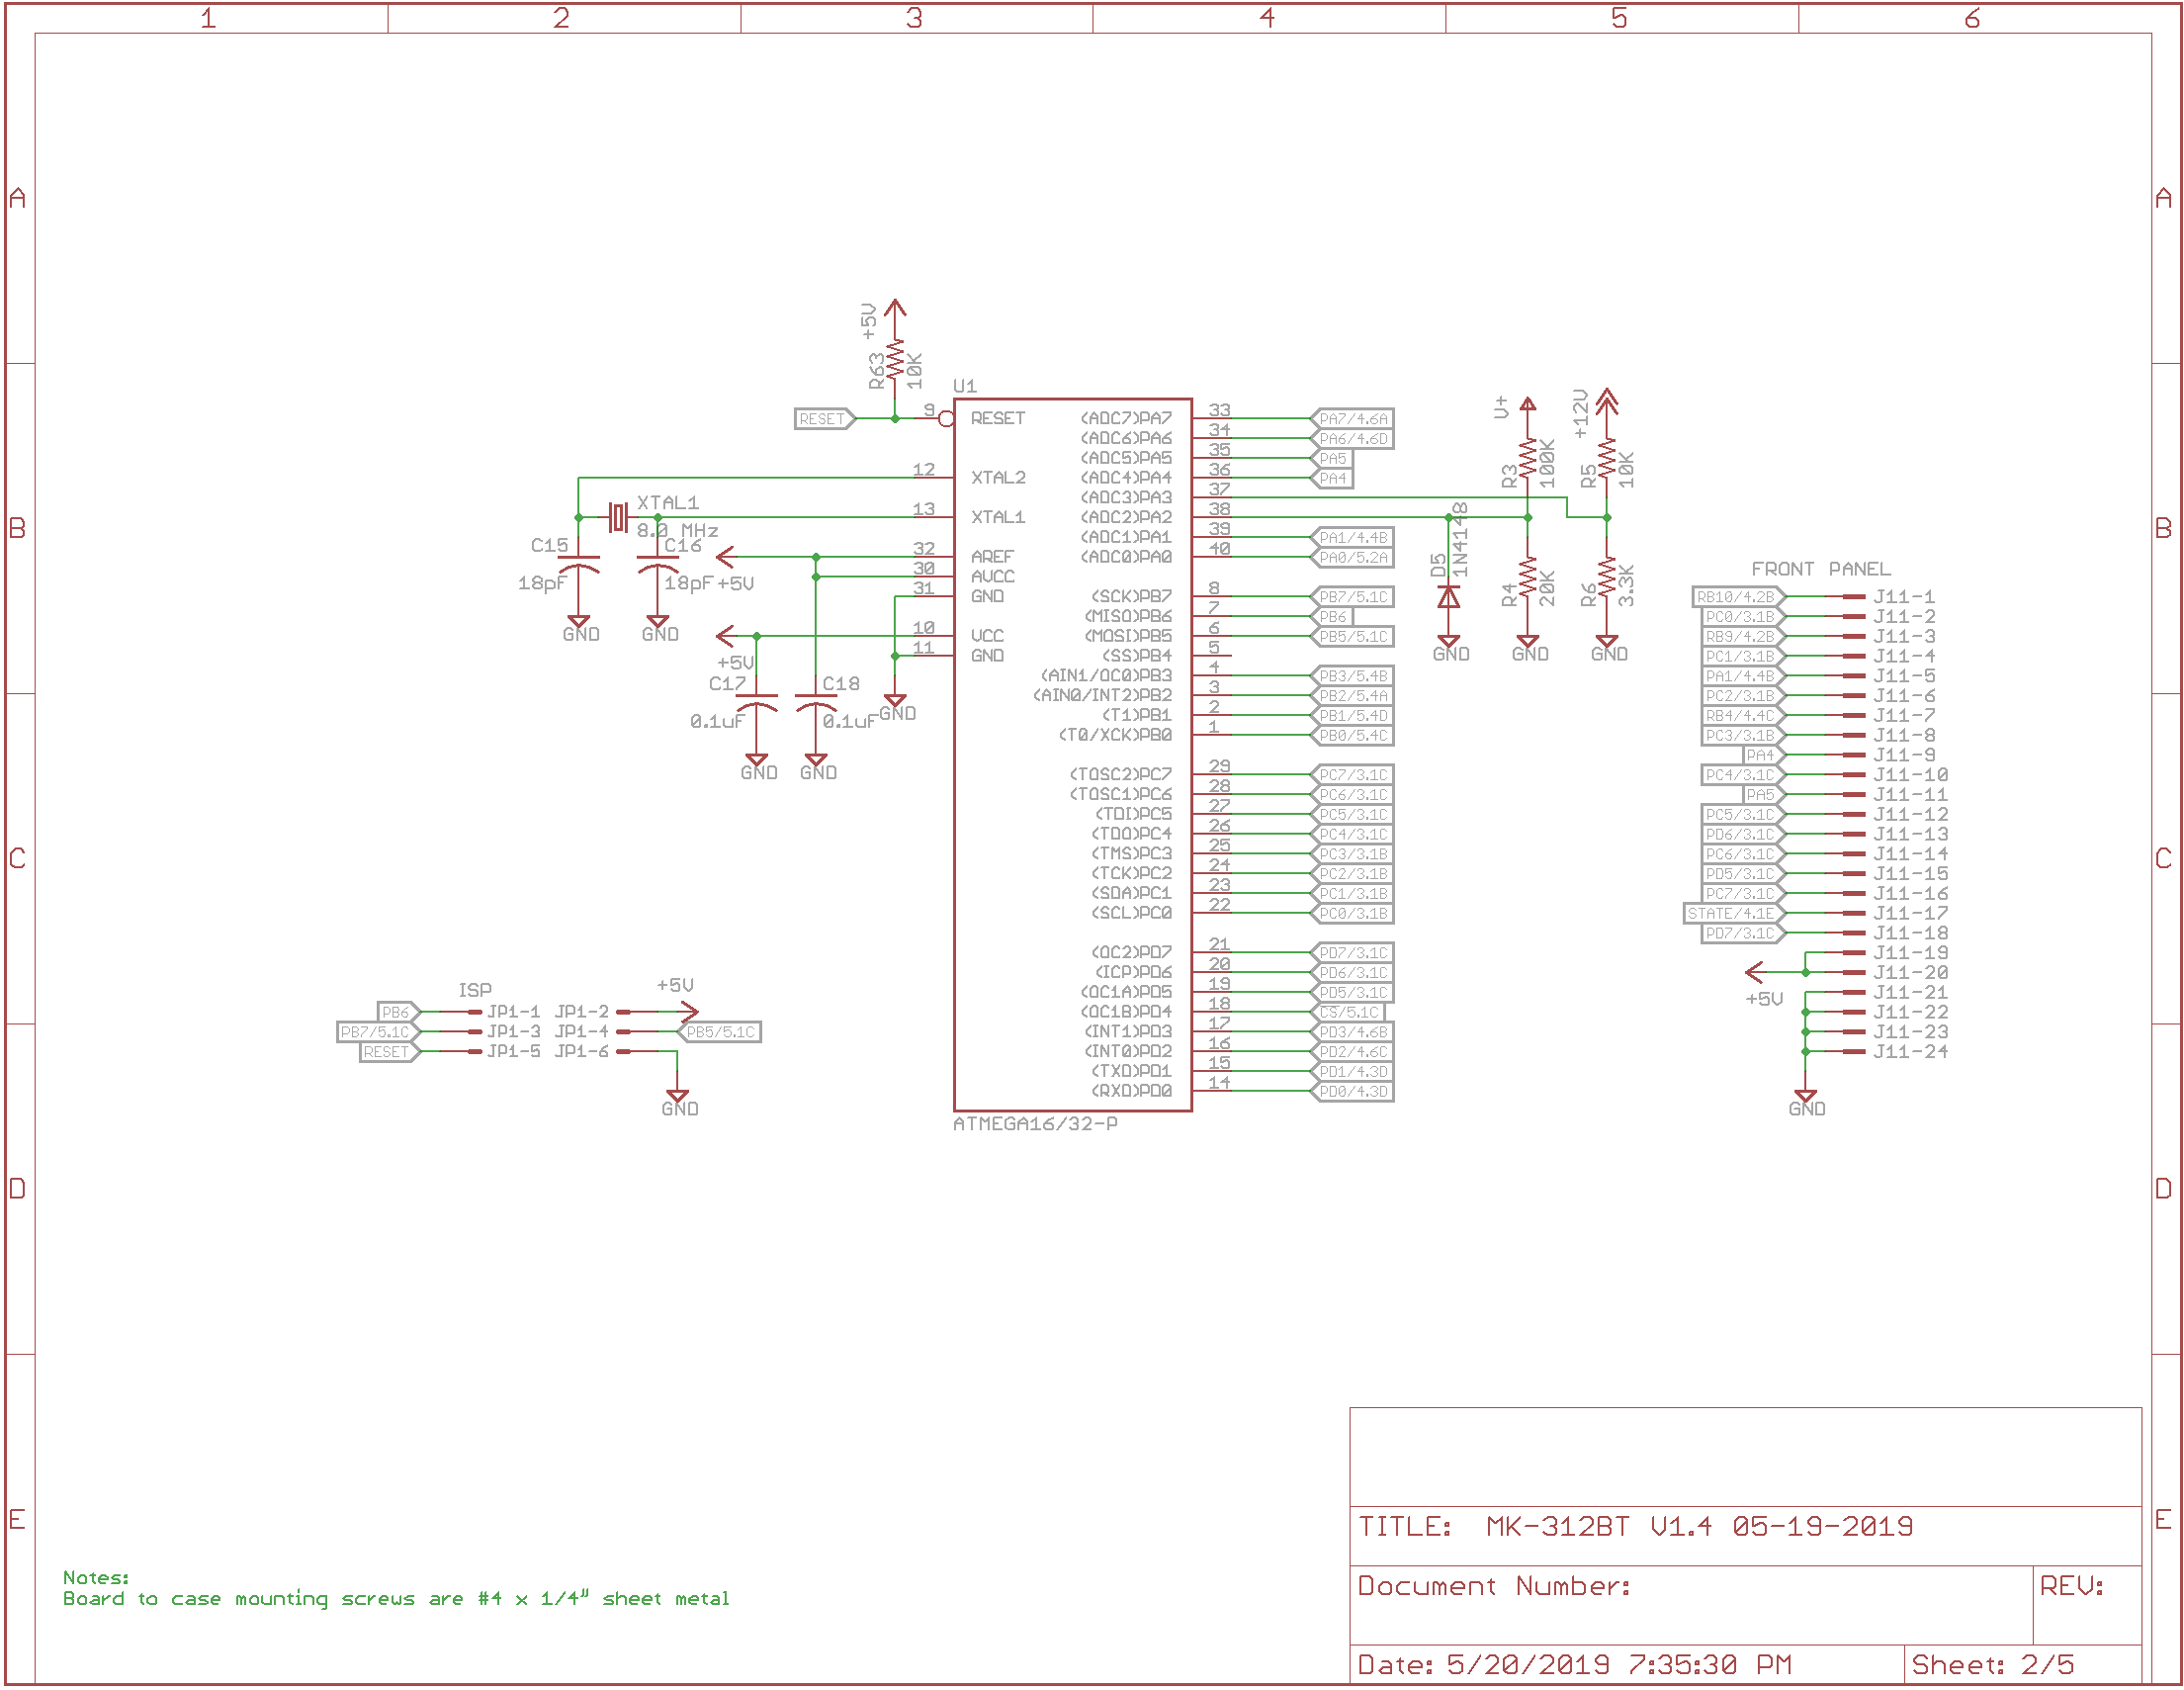 1 2 3 4 5 6
A A
B B
C C
D D
E E
+5V
R63
10K
U1
RESET
9
RESET
12
XTAL2
XTAL1
8.0 MHz
13
XTAL1
C15
18pF
GND
C16
18pF
GND
+5V
32
AREF
30
AVCC
31
GND
10
VCC
11
GND
+5V
C17
0.1uF
GND
C18
0.1uF
GND
GND
(ADC7)PA7 33 PA7/4.6A
(ADC6)PA6 34 PA6/4.6D
(ADC5)PA5 35 PA5
(ADC4)PA4 36 PA4
(ADC3)PA3 37
(ADC2)PA2 38
(ADC1)PA1 39 PA1/4.4B
(ADC0)PA0 40 PA0/5.2A
(SCK)PB7 8 PB7/5.1C
(MISO)PB6 7 PB6
(MOSI)PB5 6 PB5/5.1C
(SS)PB4 5
(AIN1/OC0)PB3 4 PB3/5.4B
(AIN0/INT2)PB2 3 PB2/5.4A
(T1)PB1 2 PB1/5.4D
(T0/XCK)PB0 1 PB0/5.4C
(TOSC2)PC7 29 PC7/3.1C
(TOSC1)PC6 28 PC6/3.1C
(TDI)PC5 27 PC5/3.1C
(TDO)PC4 26 PC4/3.1C
(TMS)PC3 25 PC3/3.1B
(TCK)PC2 24 PC2/3.1B
(SDA)PC1 23 PC1/3.1B
(SCL)PC0 22 PC0/3.1B
(OC2)PD7 21 PD7/3.1C
(ICP)PD6 20 PD6/3.1C
(OC1A)PD5 19 PD5/3.1C
(OC1B)PD4 18 CS/5.1C
(INT1)PD3 17 PD3/4.6B
(INT0)PD2 16 PD2/4.6C
(TXD)PD1 15 PD1/4.3D
(RXD)PD0 14 PD0/4.3D
ATMEGA16/32-P
V+
R3
100K
+12V
R5
10K
D5
1N4148
R4
20K
R6
3.3K
GND GND GND
FRONT PANEL
RB10/4.2B J11-1
PC0/3.1B J11-2
RB9/4.2B J11-3
PC1/3.1B J11-4
PA1/4.4B J11-5
PC2/3.1B J11-6
RB4/4.4C J11-7
PC3/3.1B J11-8
PA4 J11-9
PC4/3.1C J11-10
PA5 J11-11
PC5/3.1C J11-12
PD6/3.1C J11-13
PC6/3.1C J11-14
PD5/3.1C J11-15
PC7/3.1C J11-16
STATE/4.1E J11-17
PD7/3.1C J11-18
J11-19
J11-20
+5V
J11-21
J11-22
J11-23
J11-24
GND
ISP
+5V
PB6 JP1-1 JP1-2
PB7/5.1C JP1-3 JP1-4 PB5/5.1C
RESET JP1-5 JP1-6
GND
Notes:
Board to case mounting screws are #4 x 1/4" sheet metal
TITLE: MK-312BT V1.4 05-19-2019
Document Number:
REV:
Date: 5/20/2019 7:35:30 PM
Sheet: 2/5